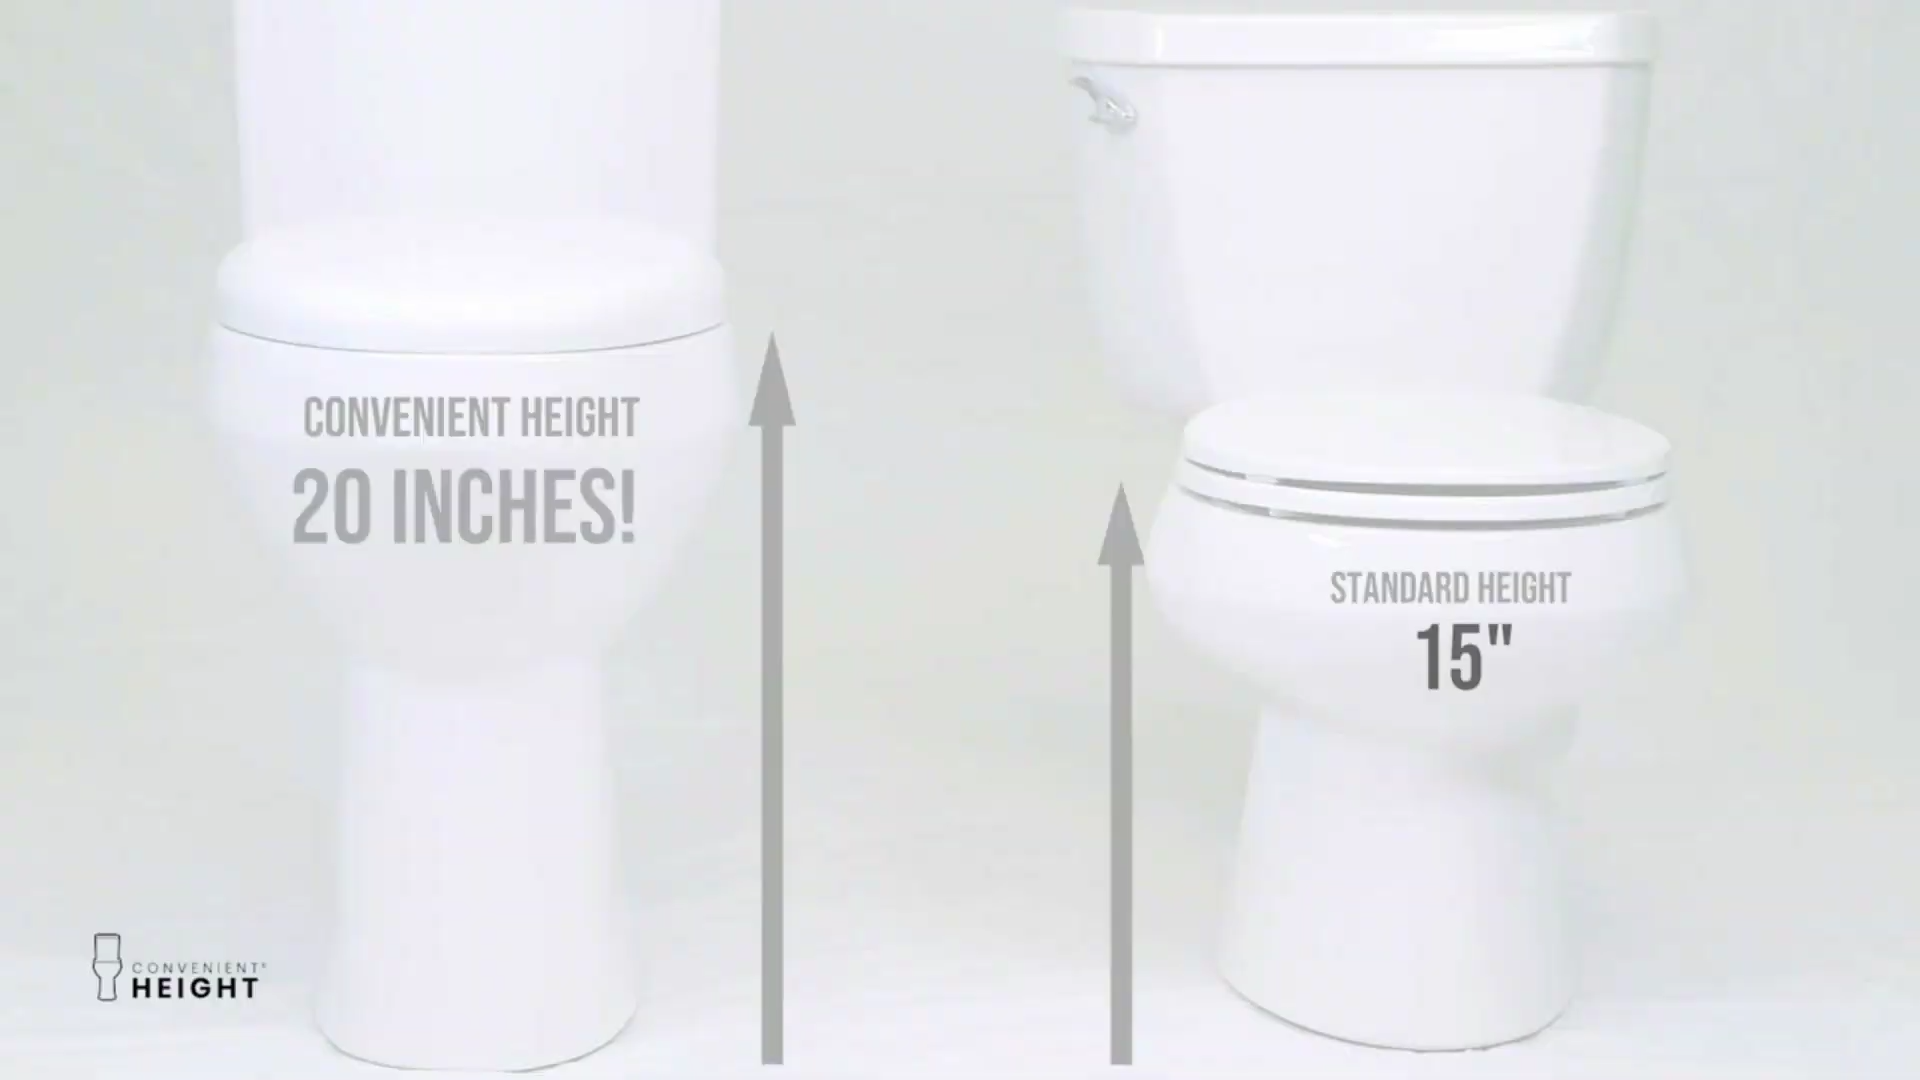 CONVENIENT HEIGHT
20 INCHES!
STANDARD HEIGHT
15"
CONVENIENT®
HEIGHT